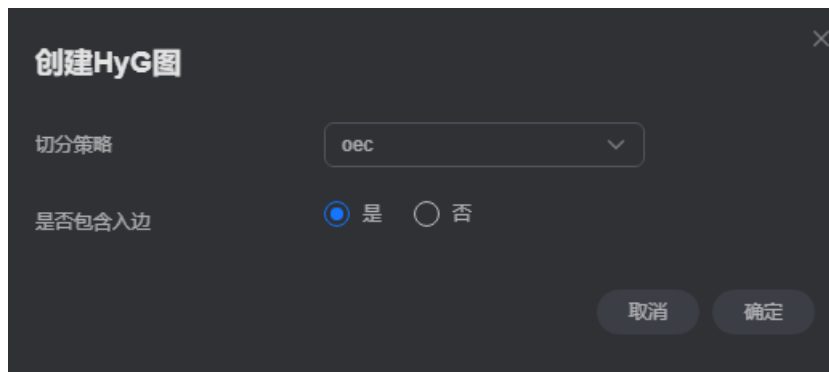 创建HyG图
切分策略
oec
是否包含入边
是 否
取消 确定